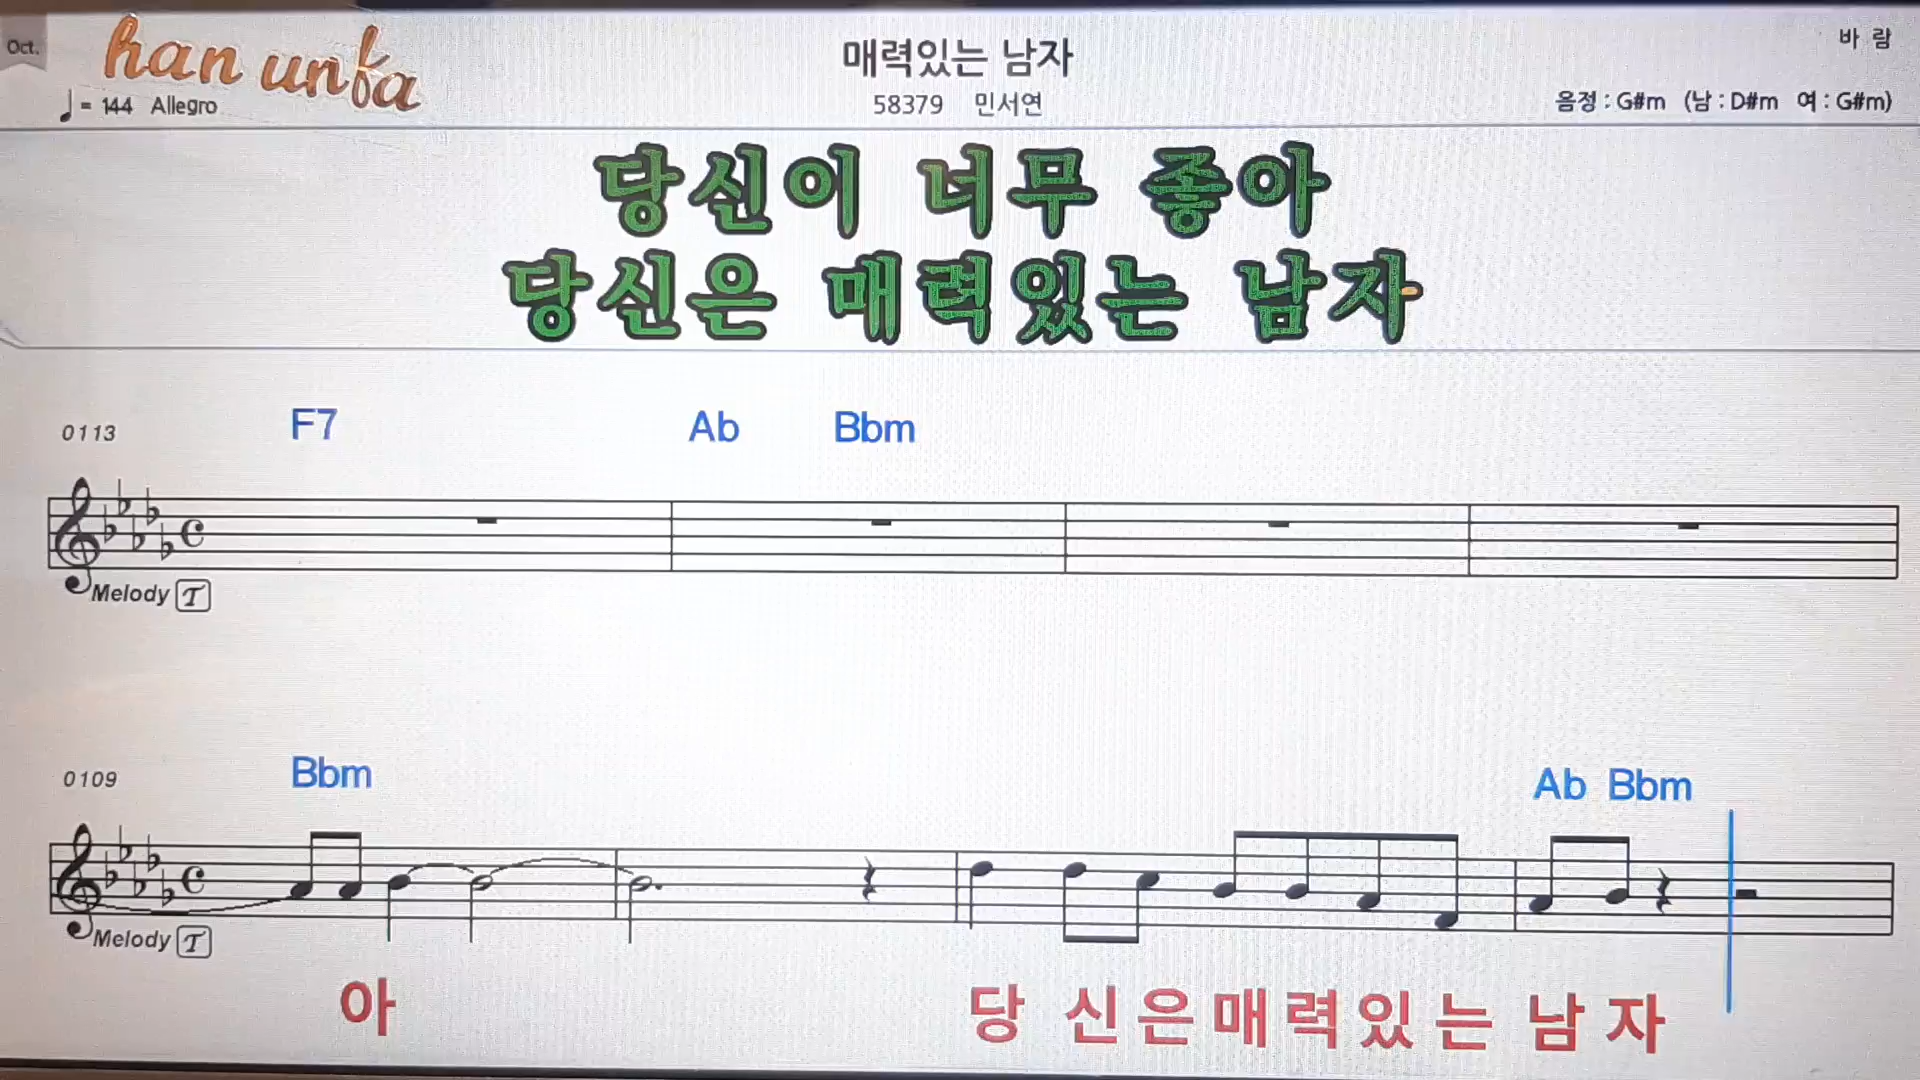 Oct.
han unfa
매력있는 남자
바 람
♩= 144 Allegro
58379 민서연
음정 : G#m (남 : D#m 여 : G#m)
당신이 너무 좋아
당신은 매력있는 남자
0113 F7 Ab Bbm
Melody T
0109 Bbm Ab Bbm
Melody T
아 당 신은매력있는 남 자